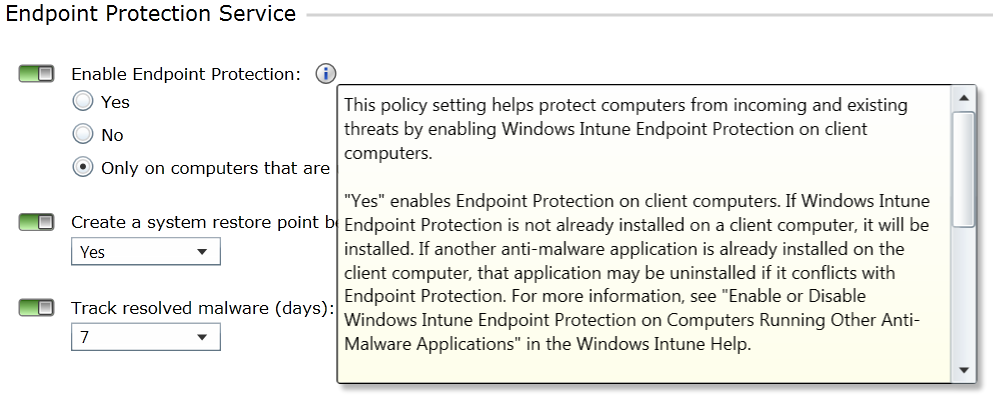 Endpoint Protection Service
Enable Endpoint Protection:
Yes
No
Only on computers that are
This policy setting helps protect computers from incoming and existing
threats by enabling Windows Intune Endpoint Protection on client
computers.
"Yes" enables Endpoint Protection on client computers. If Windows Intune
Endpoint Protection is not already installed on a client computer, it will be
installed. If another anti-malware application is already installed on the
client computer, that application may be uninstalled if it conflicts with
Endpoint Protection. For more information, see "Enable or Disable
Windows Intune Endpoint Protection on Computers Running Other Anti-
Malware Applications" in the Windows Intune Help.
Create a system restore point
Yes
Track resolved malware (days):
7